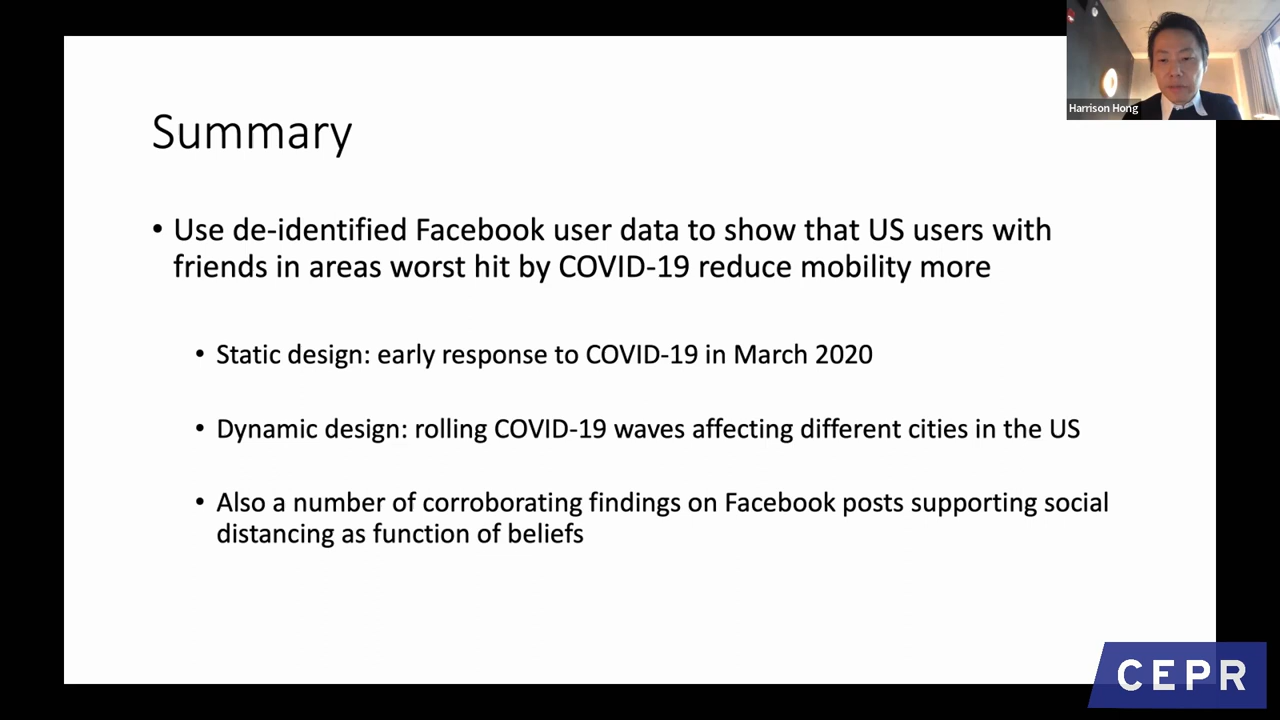 Harrison Hong
Summary
• Use de-identified Facebook user data to show that US users with
friends in areas worst hit by COVID-19 reduce mobility more
• Static design: early response to COVID-19 in March 2020
• Dynamic design: rolling COVID-19 waves affecting different cities in the US
• Also a number of corroborating findings on Facebook posts supporting social
distancing as function of beliefs
CEPR